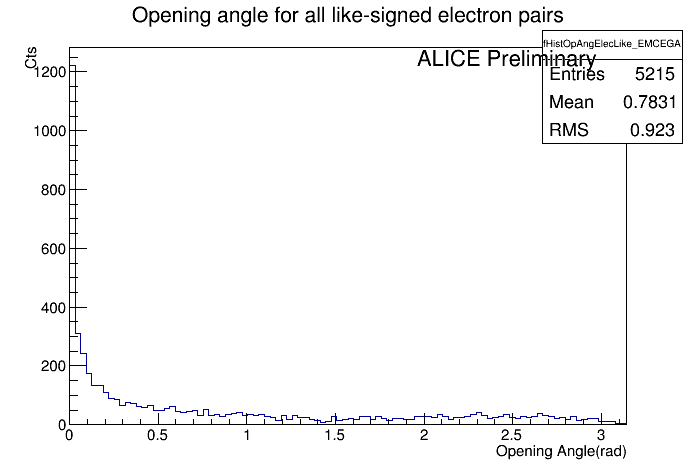 Opening angle for all like-signed electron pairs
Cts
ALICE Preliminary
fHistOpAngElecLike_EMCEGA
Entries 5215
Mean 0.7831
RMS 0.923
1200
1000
800
600
400
200
0
0 0.5 1 1.5 2 2.5 3
Opening Angle(rad)